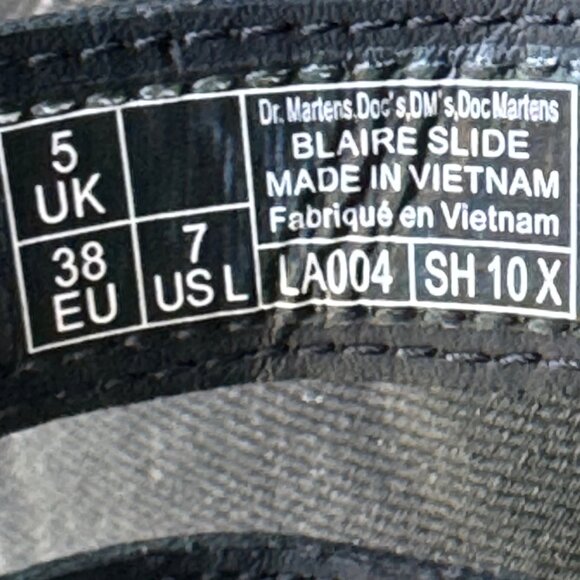 5
UK
38
EU
7
US L
Dr. Martens.Doc's,DM's,Doc Martens
BLAIRE SLIDE
MADE IN VIETNAM
Fabriqué en Vietnam
LA004
SH 10 X